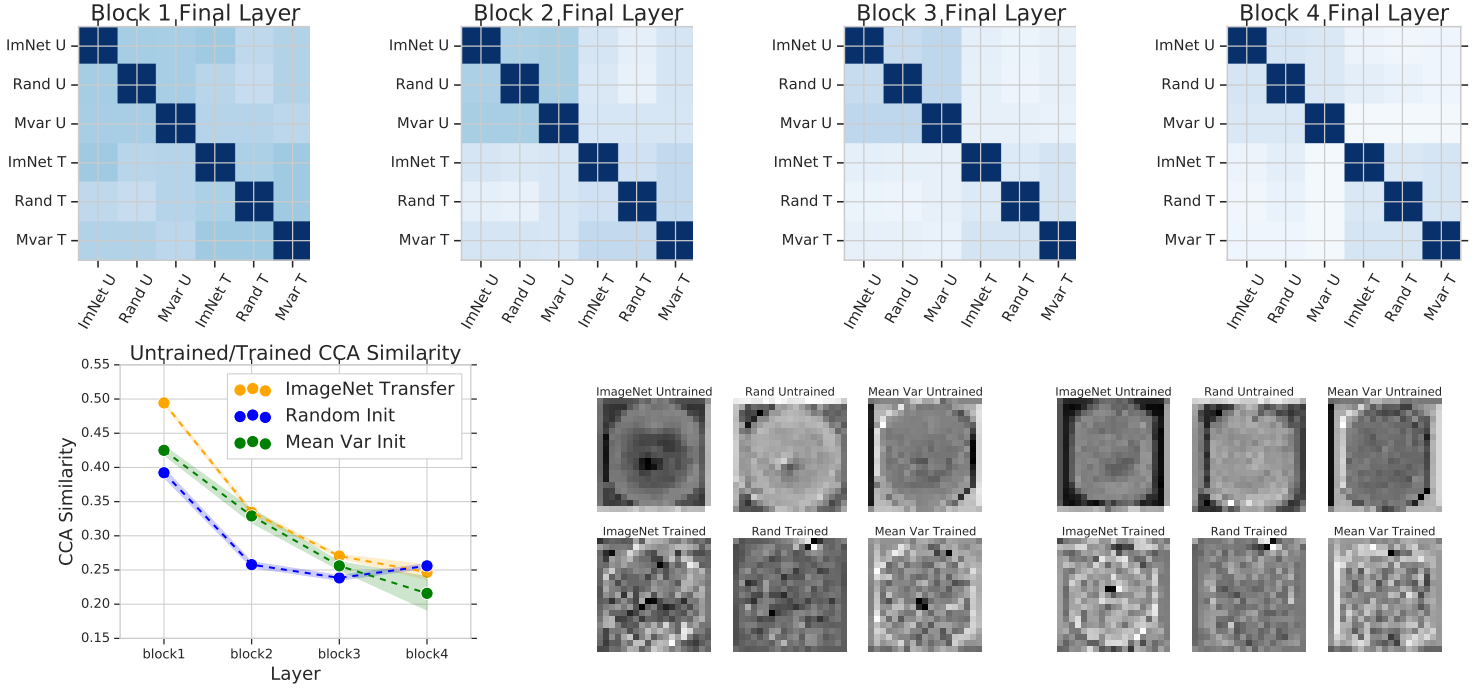 Block 1 Final Layer
Block 2 Final Layer
Block 3 Final Layer
Block 4 Final Layer
ImNet U
Rand U
Mvar U
ImNet T
Rand T
Mvar T
ImNet U
Rand U
Mvar U
ImNet T
Rand T
Mvar T
ImNet U
Rand U
Mvar U
ImNet T
Rand T
Mvar T
ImNet U
Rand U
Mvar U
ImNet T
Rand T
Mvar T
ImNet U
Rand U
Mvar U
ImNet T
Rand T
Mvar T
ImNet U
Rand U
Mvar U
ImNet T
Rand T
Mvar T
ImNet U
Rand U
Mvar U
ImNet T
Rand T
Mvar T
ImNet U
Rand U
Mvar U
ImNet T
Rand T
Mvar T
Untrained/Trained CCA Similarity
CCA Similarity
0.55
0.50
0.45
0.40
0.35
0.30
0.25
0.20
0.15
ImageNet Transfer
Random Init
Mean Var Init
block1
block2
block3
block4
Layer
ImageNet Untrained
Rand Untrained
Mean Var Untrained
ImageNet Untrained
Rand Untrained
Mean Var Untrained
ImageNet Trained
Rand Trained
Mean Var Trained
ImageNet Trained
Rand Trained
Mean Var Trained